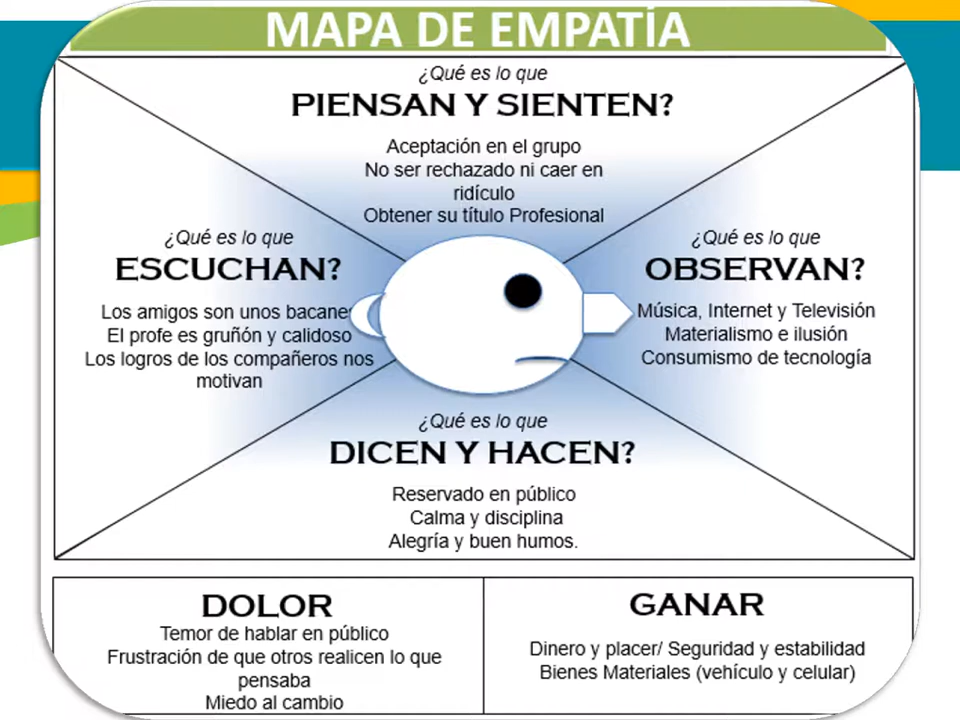 MAPA DE EMPATÍA
¿Qué es lo que
PIENSAN Y SIENTEN?
Aceptación en el grupo
No ser rechazado ni caer en
ridículo
Obtener su título Profesional
¿Qué es lo que
ESCUCHAN?
Los amigos son unos bacanes
El profe es gruñón y calidoso
Los logros de los compañeros nos
motivan
¿Qué es lo que
OBSERVAN?
Música, Internet y Televisión
Materialismo e ilusión
Consumismo de tecnología
¿Qué es lo que
DICEN Y HACEN?
Reservado en público
Calma y disciplina
Alegría y buen humos.
DOLOR
Temor de hablar en público
Frustración de que otros realicen lo que
pensaba
Miedo al cambio
GANAR
Dinero y placer/ Seguridad y estabilidad
Bienes Materiales (vehículo y celular)